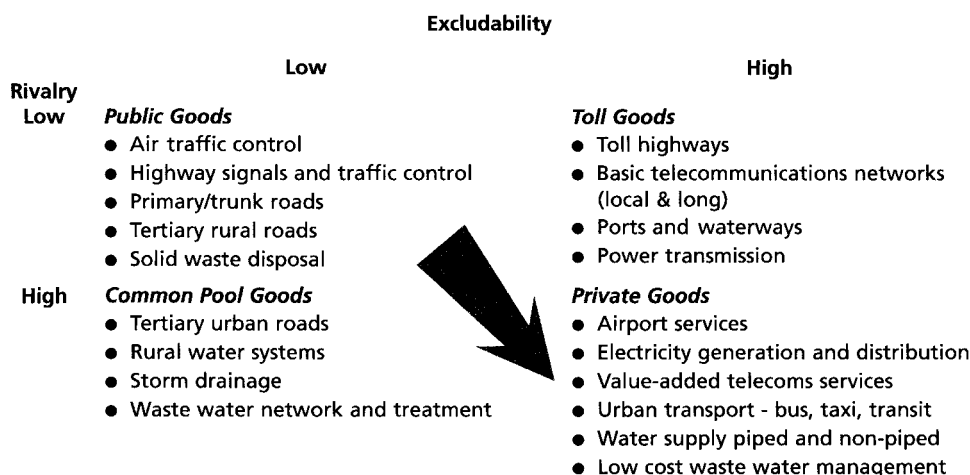 Excludability
Low High
Rivalry
Low Public Goods Toll Goods
● Air traffic control ● Toll highways
● Highway signals and traffic control ● Basic telecommunications networks
● Primary/trunk roads (local & long)
● Tertiary rural roads ● Ports and waterways
● Solid waste disposal ● Power transmission
High Common Pool Goods Private Goods
● Tertiary urban roads ● Airport services
● Rural water systems ● Electricity generation and distribution
● Storm drainage ● Value-added telecoms services
● Waste water network and treatment ● Urban transport - bus, taxi, transit
● Water supply piped and non-piped
● Low cost waste water management